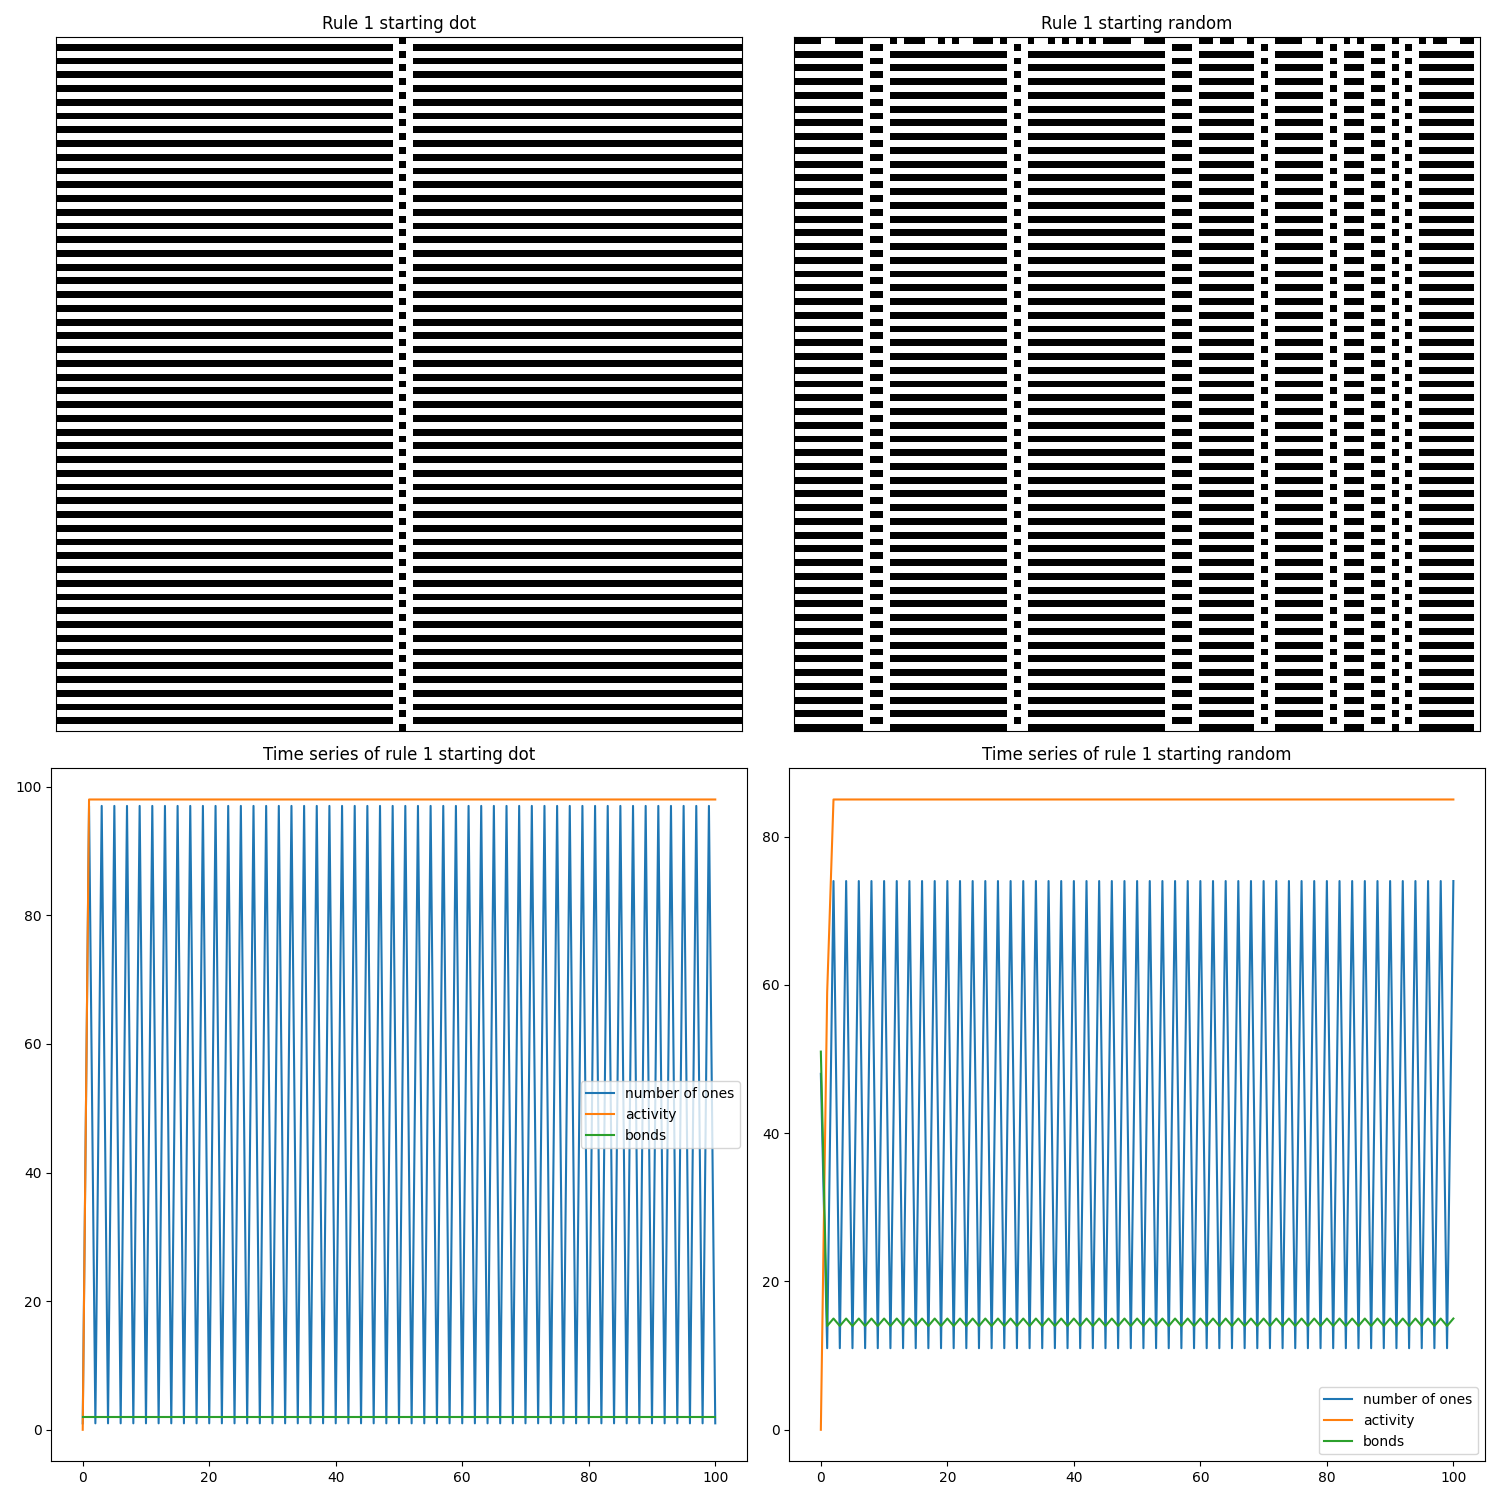 Rule 1 starting dot
Rule 1 starting random
Time series of rule 1 starting dot
100
80
60
40
20
0
0
20
40
60
80
100
number of ones
activity
bonds
Time series of rule 1 starting random
80
60
40
20
0
0
20
40
60
80
100
number of ones
activity
bonds